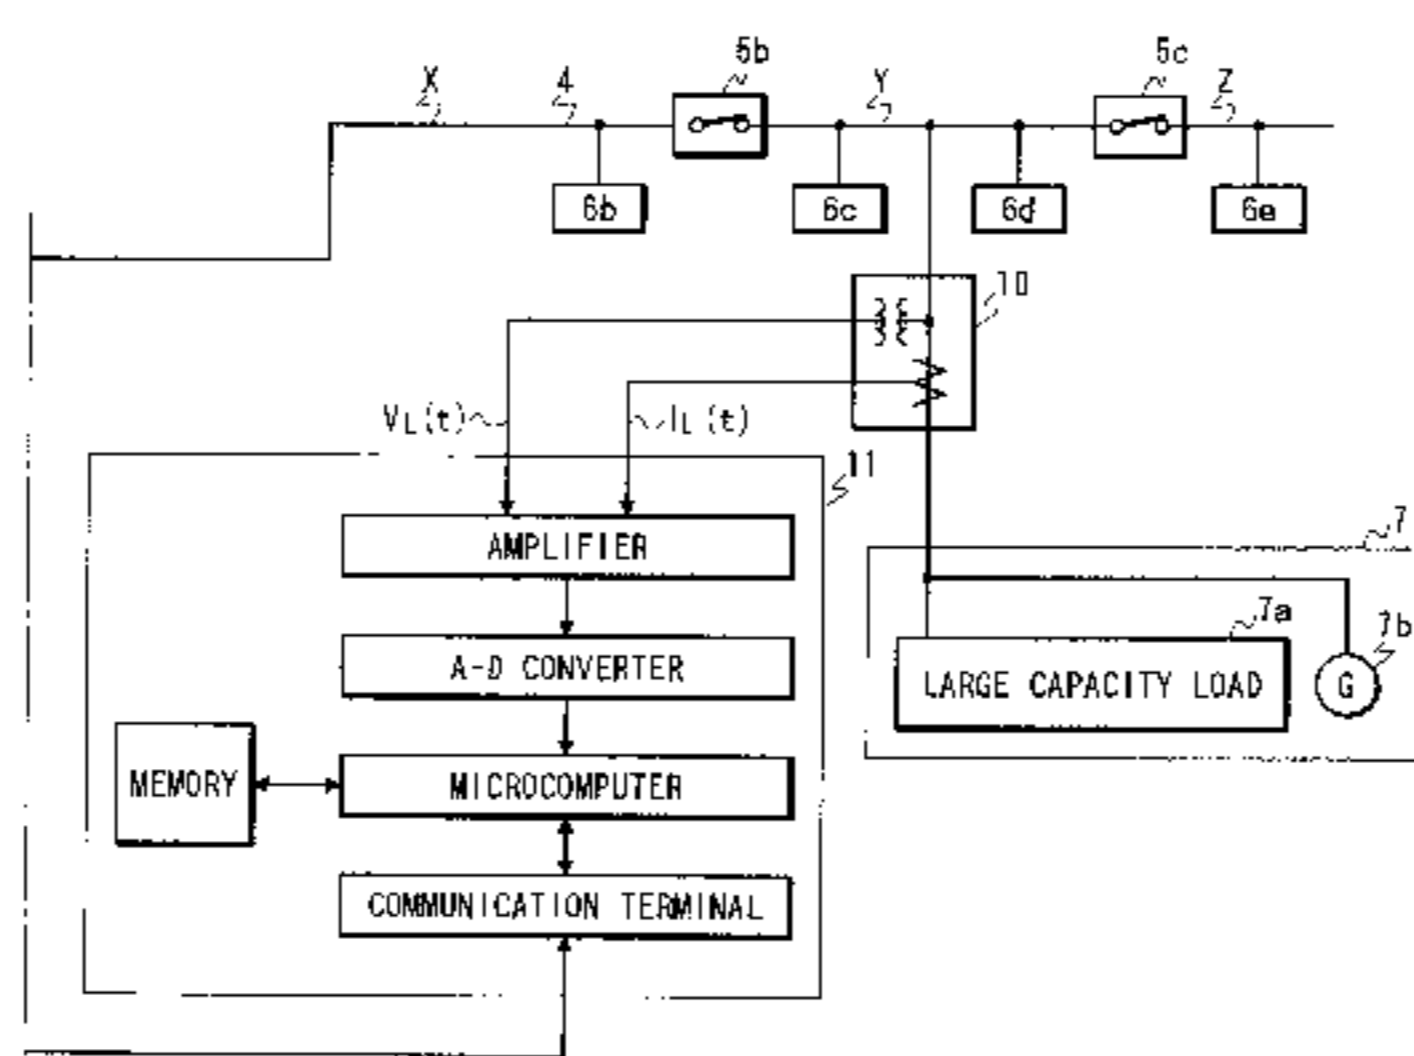 5b
5c
X
4
Y
Z
6b
6c
6d
6e
10
VL(t)
IL(t)
11
AMPLIFIER
7
7a
7b
A-D CONVERTER
LARGE CAPACITY LOAD
G
MEMORY
MICROCOMPUTER
COMMUNICATION TERMINAL